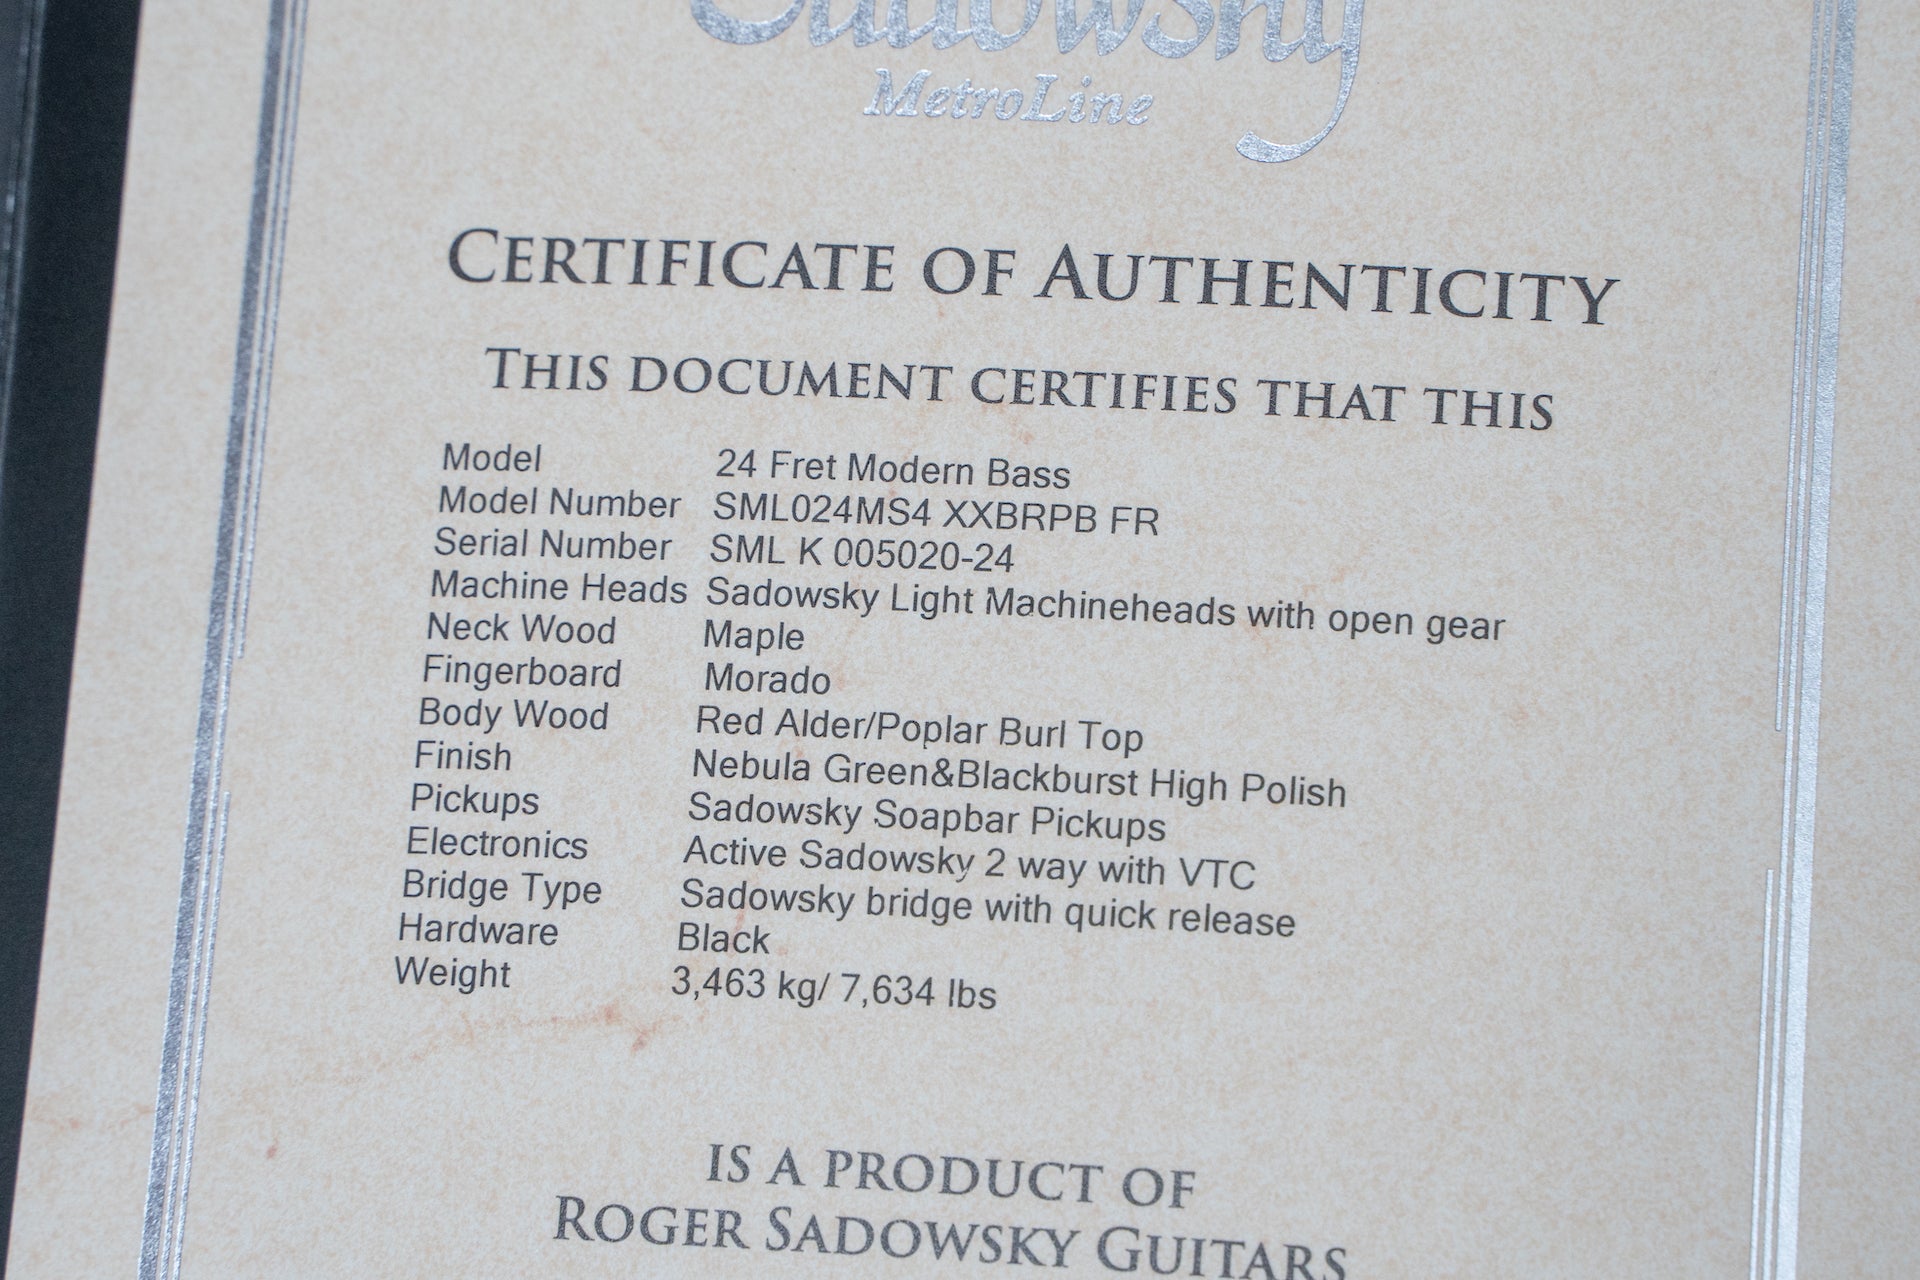 Sadowsky
MetroLine
CERTIFICATE OF AUTHENTICITY
THIS DOCUMENT CERTIFIES THAT THIS
Model 24 Fret Modern Bass
Model Number SML024MS4 XXBRPB FR
Serial Number SML K 005020-24
Machine Heads Sadowsky Light Machineheads with open gear
Neck Wood Maple
Fingerboard Morado
Body Wood Red Alder/Poplar Burl Top
Finish Nebula Green&Blackburst High Polish
Pickups Sadowsky Soapbar Pickups
Electronics Active Sadowsky 2 way with VTC
Bridge Type Sadowsky bridge with quick release
Hardware Black
Weight 3,463 kg/ 7,634 lbs
IS A PRODUCT OF
ROGER SADOWSKY GUITARS